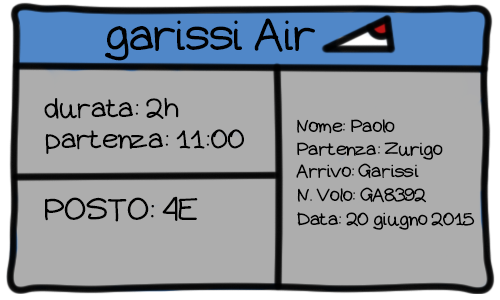 garissi Air
durata: 2h
partenza: 11:00
POSTO: 4E
Nome: Paolo
Partenza: Zurigo
Arrivo: Garissi
N. Volo: GA8392
Data: 20 giugno 2015